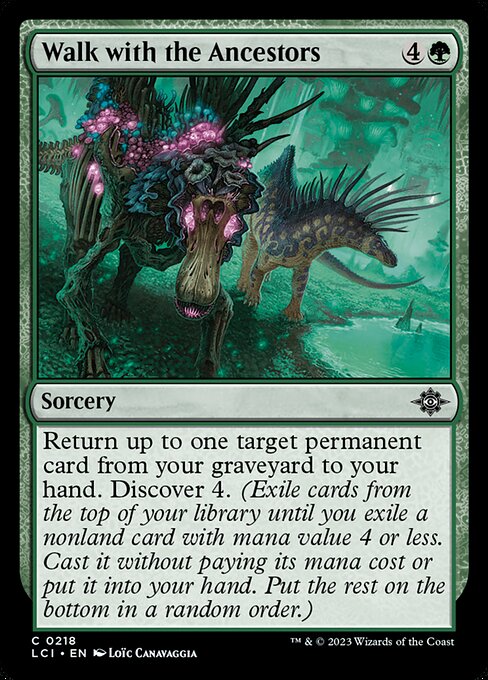 Walk with the Ancestors 4
Sorcery
Return up to one target permanent
card from your graveyard to your
hand. Discover 4. (Exile cards from
the top of your library until you exile a
nonland card with mana value 4 or less.
Cast it without paying its mana cost or
put it into your hand. Put the rest on the
bottom in a random order.)
C 0218
LCI • EN Loïc Canavaggia
™ & © 2023 Wizards of the Coast